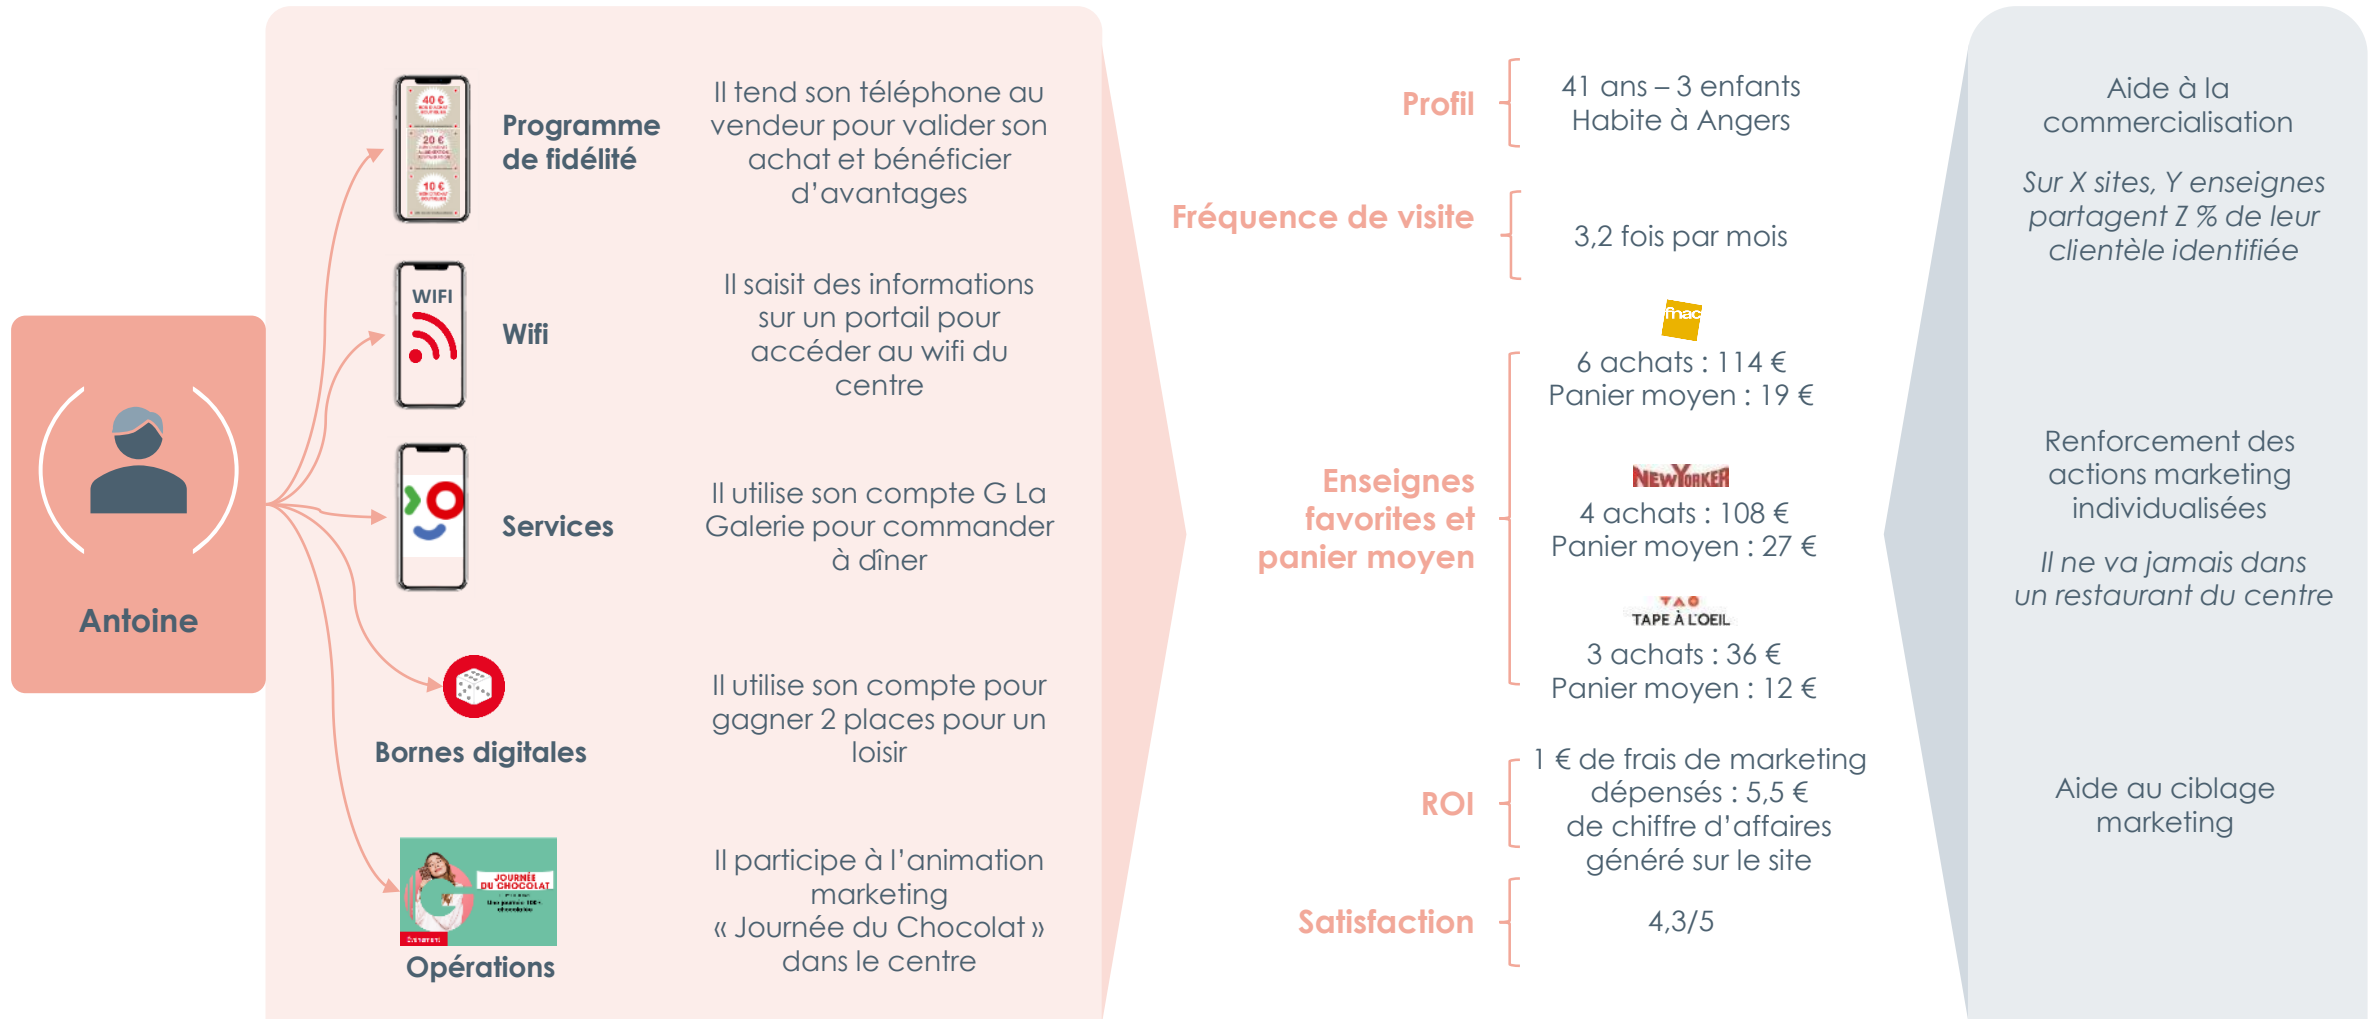 Antoine
40 €
20 €
10 €
Programme
de fidélité
Il tend son téléphone au
vendeur pour valider son
achat et bénéficier
d’avantages
WIFI
Wifi
Il saisit des informations
sur un portail pour
accéder au wifi du
centre
Services
Il utilise son compte G La
Galerie pour commander
à dîner
Bornes digitales
Il utilise son compte pour
gagner 2 places pour un
loisir
JOURNÉE
DU CHOCOLAT
Opérations
Il participe à l’animation
marketing
« Journée du Chocolat »
dans le centre
Profil
41 ans – 3 enfants
Habite à Angers
Fréquence de visite
3,2 fois par mois
Enseignes
favorites et
panier moyen
fnac
6 achats : 114 €
Panier moyen : 19 €
NEWYORKER
4 achats : 108 €
Panier moyen : 27 €
TAO
TAPE À L'OEIL
3 achats : 36 €
Panier moyen : 12 €
ROI
1 € de frais de marketing
dépensés : 5,5 €
de chiffre d’affaires
généré sur le site
Satisfaction
4,3/5
Aide à la
commercialisation
Sur X sites, Y enseignes
partagent Z % de leur
clientèle identifiée
Renforcement des
actions marketing
individualisées
Il ne va jamais dans
un restaurant du centre
Aide au ciblage
marketing